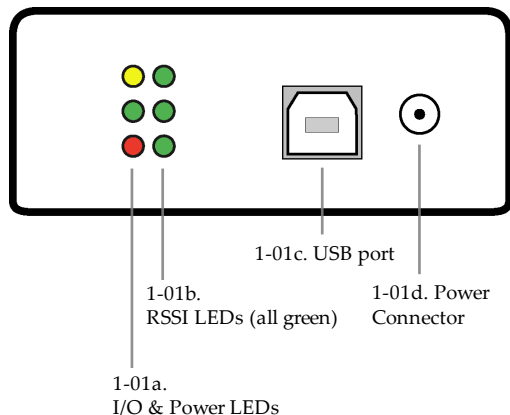 1-01c. USB port
1-01b.
RSSI LEDs (all green)
1-01d. Power
Connector
1-01a.
I/O & Power LEDs